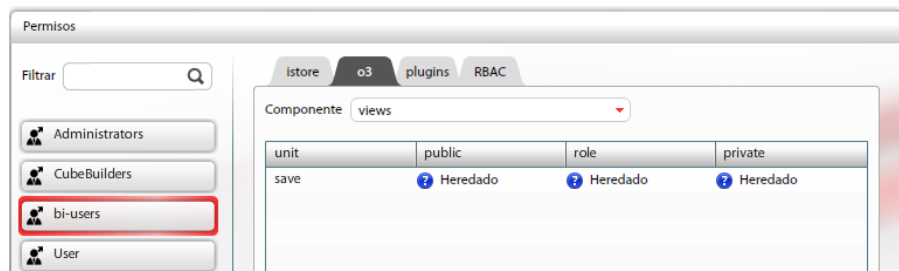 Permisos
Filtrar
istore o3 plugins RBAC
Componente views
Administrators
CubeBuilders
bi-users
User
unit public role private
save Heredado Heredado Heredado